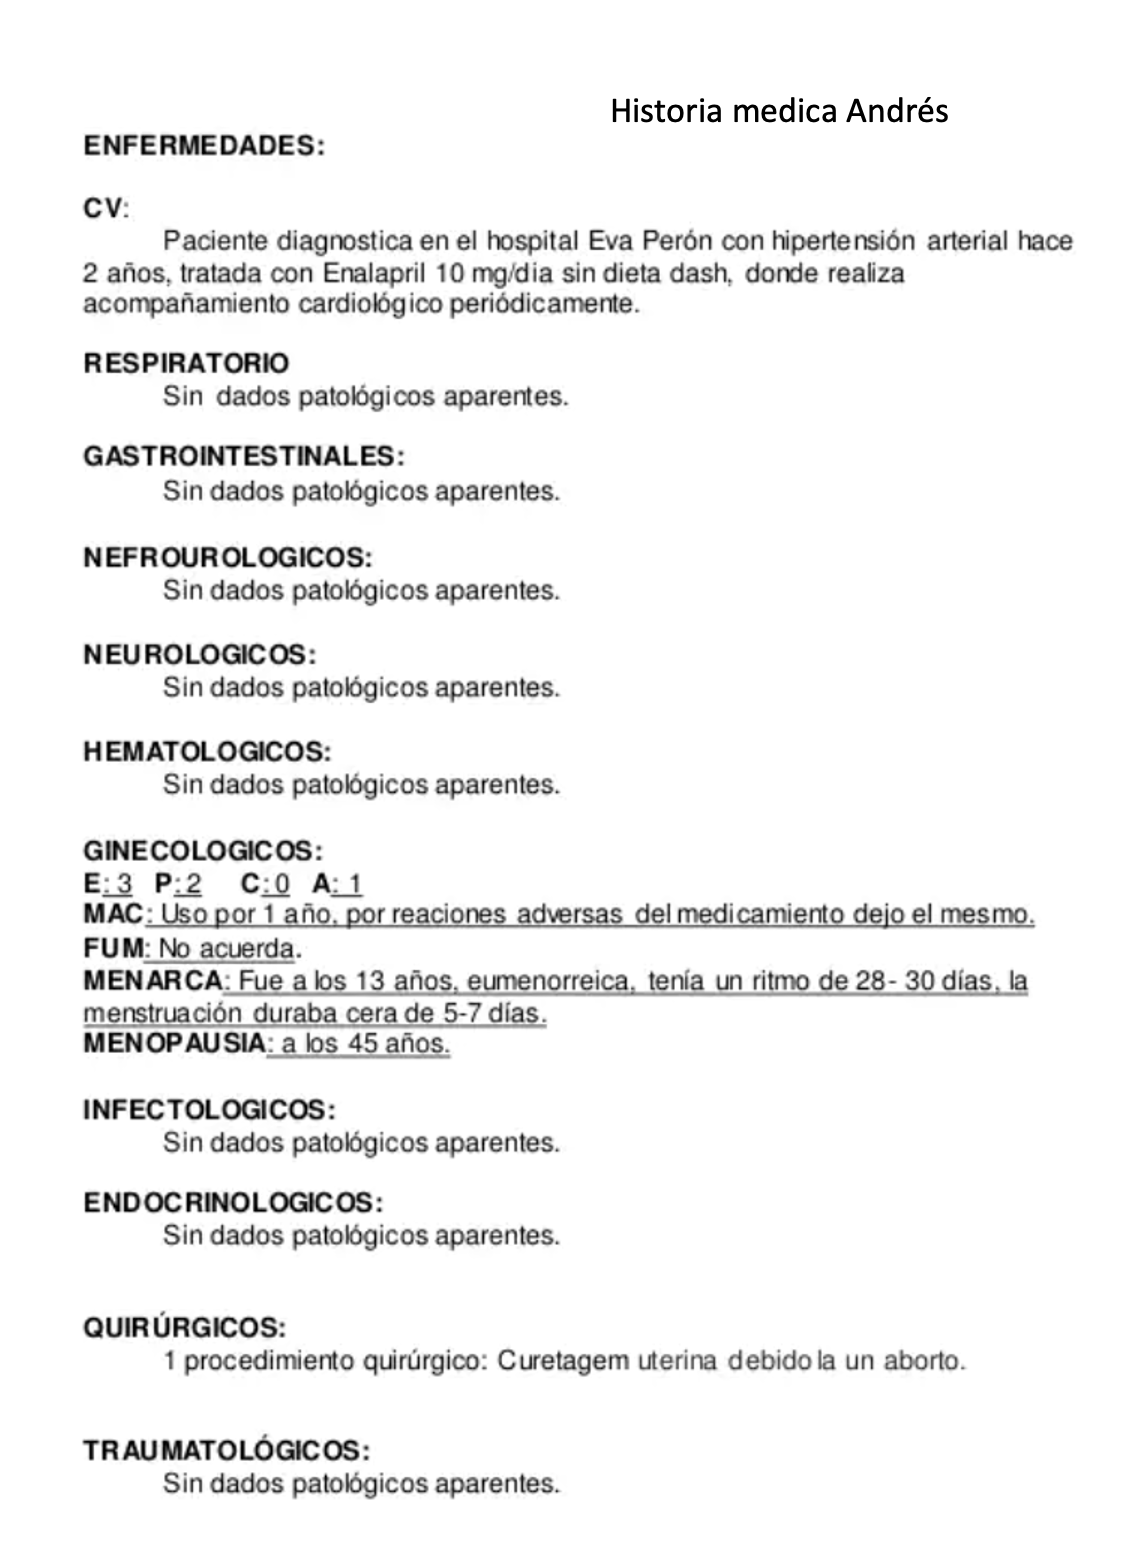 Historia medica Andrés
ENFERMEDADES:
CV:
Paciente diagnostica en el hospital Eva Perón con hipertensión arterial hace
2 años, tratada con Enalapril 10 mg/dia sin dieta dash, donde realiza
acompañamiento cardiológico periódicamente.
RESPIRATORIO
Sin dados patológicos aparentes.
GASTROINTESTINALES:
Sin dados patológicos aparentes.
NEFROUROLOGICOS:
Sin dados patológicos aparentes.
NEUROLOGICOS:
Sin dados patológicos aparentes.
HEMATOLOGICOS:
Sin dados patológicos aparentes.
GINECOLOGICOS:
E: 3 P: 2 C: 0 A: 1
MAC: Uso por 1 año, por reaciones adversas del medicamiento dejo el mesmo.
FUM: No acuerda.
MENARCA: Fue a los 13 años, eumenorreica, tenía un ritmo de 28- 30 días, la
menstruación duraba cera de 5-7 días.
MENOPAUSIA: a los 45 años.
INFECTOLOGICOS:
Sin dados patológicos aparentes.
ENDOCRINOLOGICOS:
Sin dados patológicos aparentes.
QUIRÚRGICOS:
1 procedimiento quirúrgico: Curetagem uterina debido la un aborto.
TRAUMATOLÓGICOS:
Sin dados patológicos aparentes.